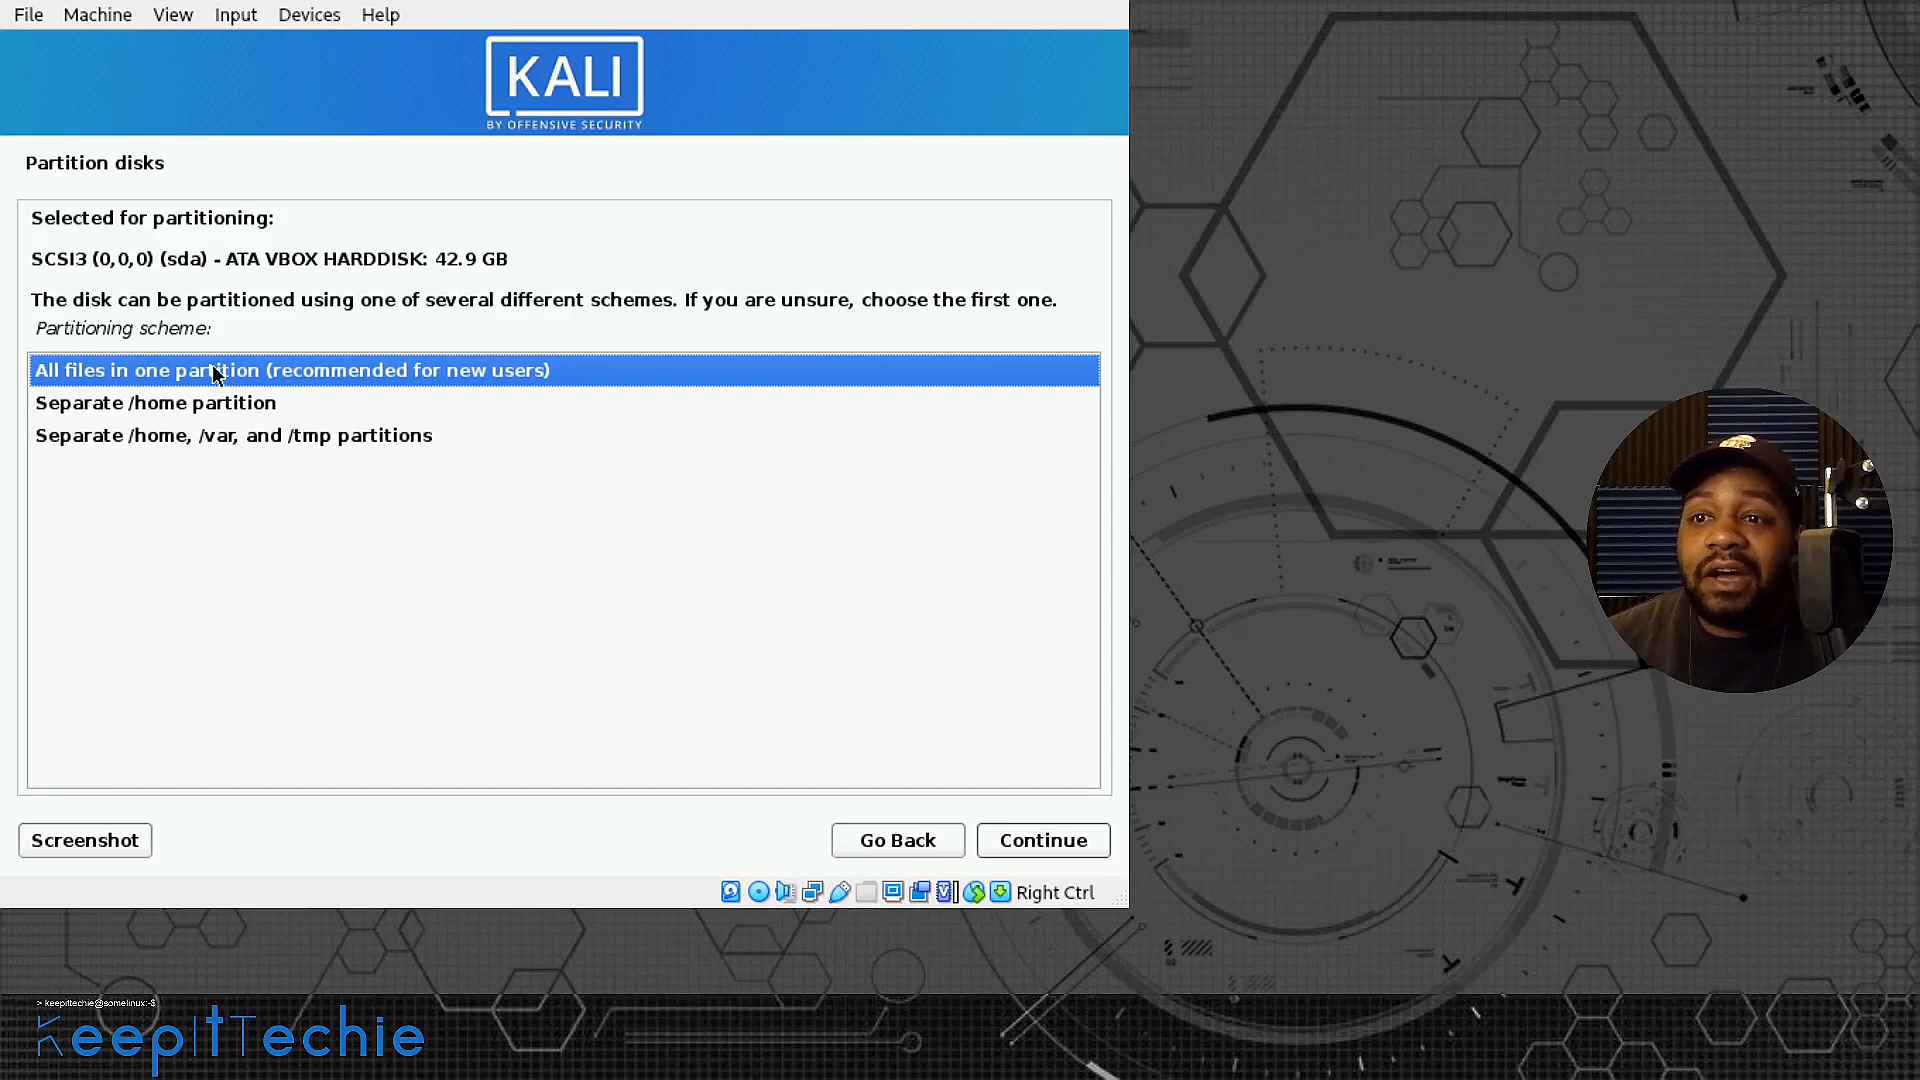 File Machine View Input Devices Help
KALI
BY OFFENSIVE SECURITY
Partition disks
Selected for partitioning:
SCSI3 (0,0,0) (sda) - ATA VBOX HARDDISK: 42.9 GB
The disk can be partitioned using one of several different schemes. If you are unsure, choose the first one.
Partitioning scheme:
All files in one partition (recommended for new users)
Separate /home partition
Separate /home, /var, and /tmp partitions
Screenshot Go Back Continue
Right Ctrl
> keepittechie@somelinux:~$
KeepItTechie